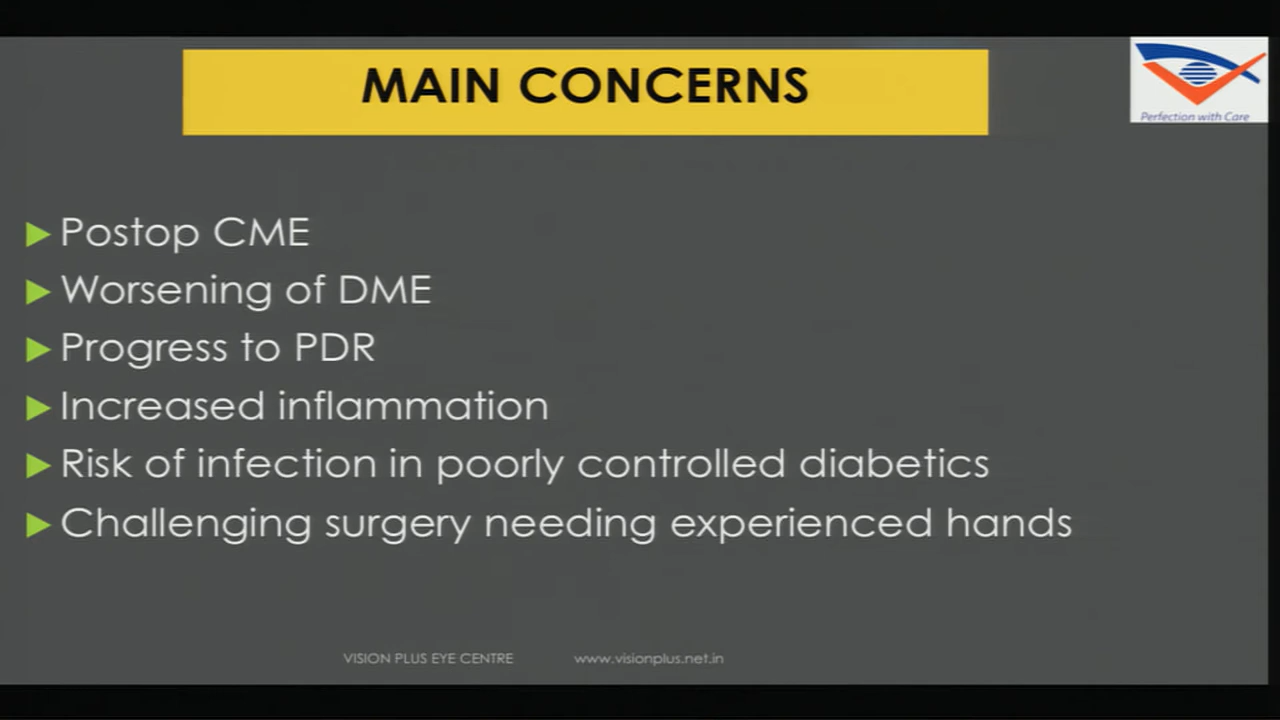 MAIN CONCERNS
Perfection with Care
Postop CME
Worsening of DME
Progress to PDR
Increased inflammation
Risk of infection in poorly controlled diabetics
Challenging surgery needing experienced hands
VISION PLUS EYE CENTRE www.visionplus.net.in